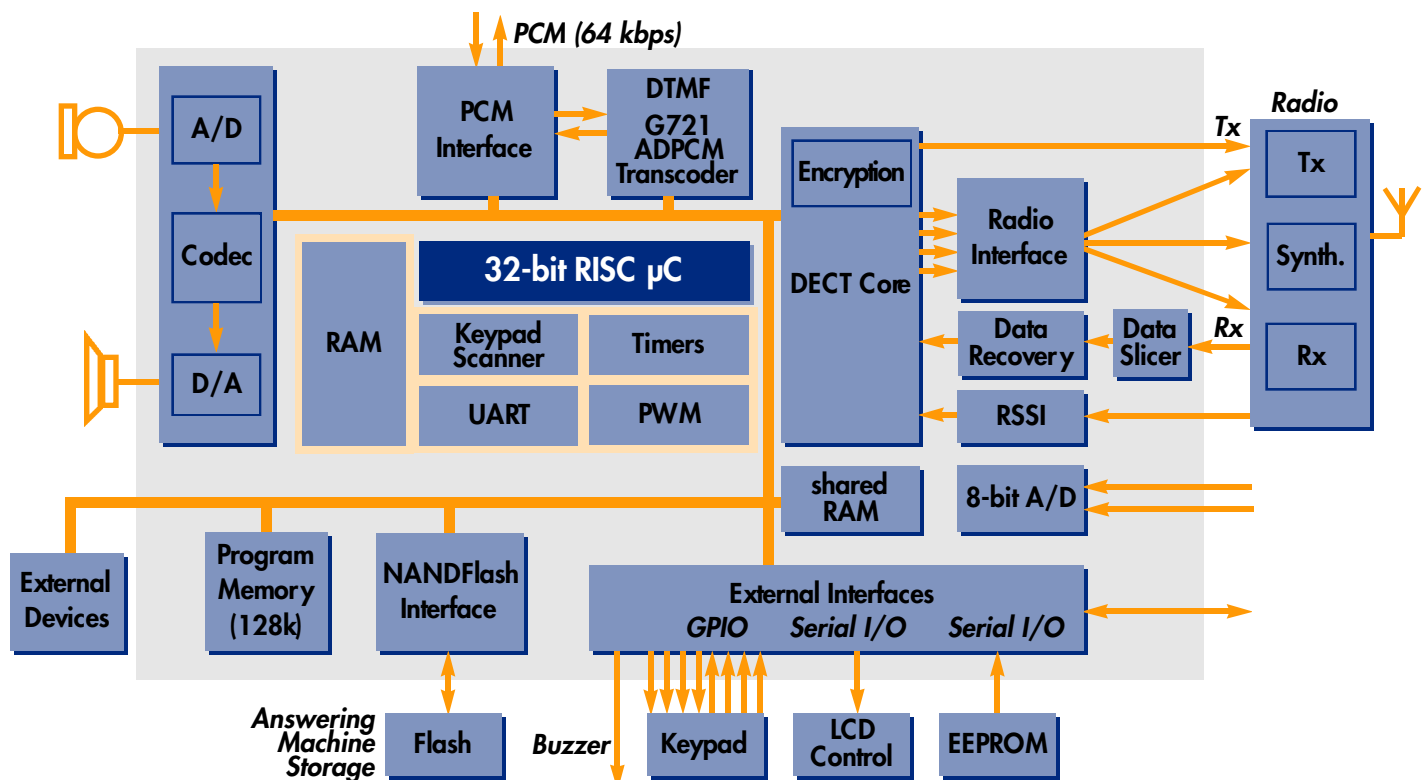 PCM (64 kbps)
A/D
Codec
D/A
PCM
Interface
DTMF
G721
ADPCM
Transcoder
Encryption
DECT Core
Radio
Interface
Tx
Radio
Tx
Synth.
Rx
Rx
Data
Recovery
Data
Slicer
RSSI
32-bit RISC µC
RAM
Keypad
Scanner
Timers
UART
PWM
shared
RAM
8-bit A/D
External
Devices
Program
Memory
(128k)
NANDFlash
Interface
External Interfaces
GPIO
Serial I/O
Serial I/O
Answering
Machine
Storage
Flash
Buzzer
Keypad
LCD
Control
EEPROM